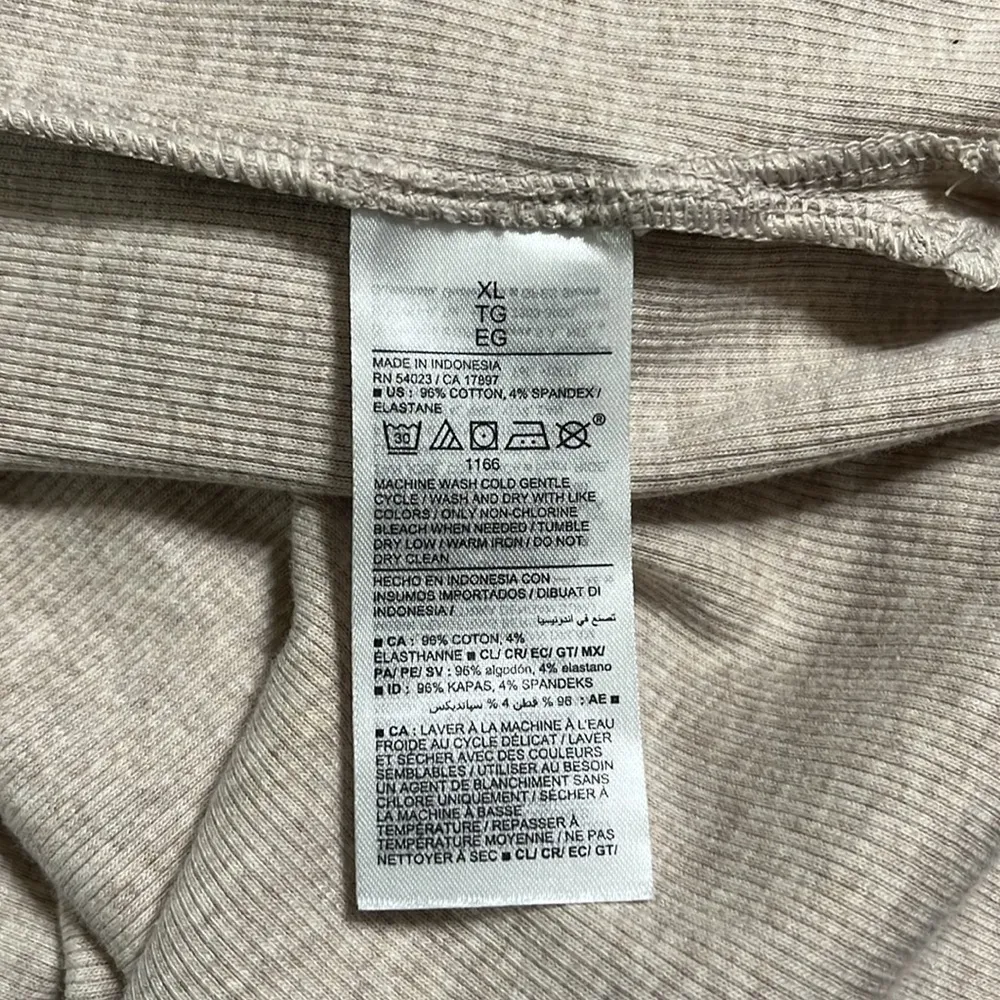 XL
TG
EG
MADE IN INDONESIA
RN 54023 / CA 17897
■ US : 96% COTTON, 4% SPANDEX /
ELASTANE
30
®
1166
MACHINE WASH COLD GENTLE
CYCLE / WASH AND DRY WITH LIKE
COLORS / ONLY NON-CHLORINE
BLEACH WHEN NEEDED / TUMBLE
DRY LOW / WARM IRON / DO NOT
DRY CLEAN
HECHO EN INDONESIA CON
INSUMOS IMPORTADOS / DIBUAT DI
INDONESIA /
تصنع في اندونيسيا
■ CA : 96% COTON, 4%
ÉLASTHANNE ■ CL/ CR/ EC/ GT/ MX/
PA/ PE/ SV : 96% algodón, 4% elastano
■ ID : 96% KAPAS, 4% SPANDEKS
■ AE : 96 % قطن 4 % سباندیكس
■ CA : LAVER À LA MACHINE À L'EAU
FROIDE AU CYCLE DÉLICAT / LAVER
ET SÉCHER AVEC DES COULEURS
SEMBLABLES / UTILISER AU BESOIN
UN AGENT DE BLANCHIMENT SANS
CHLORE UNIQUEMENT / SÉCHER À
LA MACHINE À BASSE
TEMPÉRATURE / REPASSER À
TEMPÉRATURE MOYENNE / NE PAS
NETTOYER À SEC ■ CL/ CR/ EC/ GT/